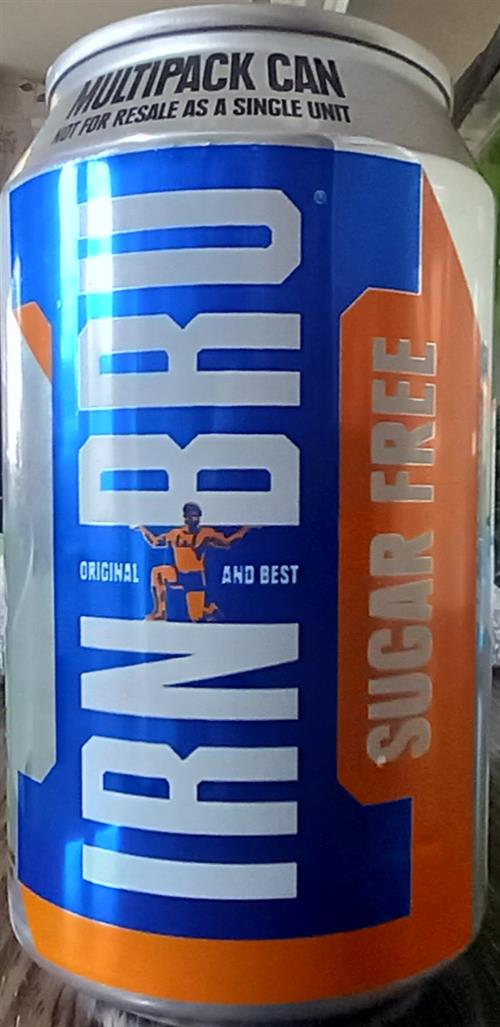 MULTIPACK CAN
NOT FOR RESALE AS A SINGLE UNIT
IRN BRU®
ORIGINAL AND BEST
SUGAR FREE